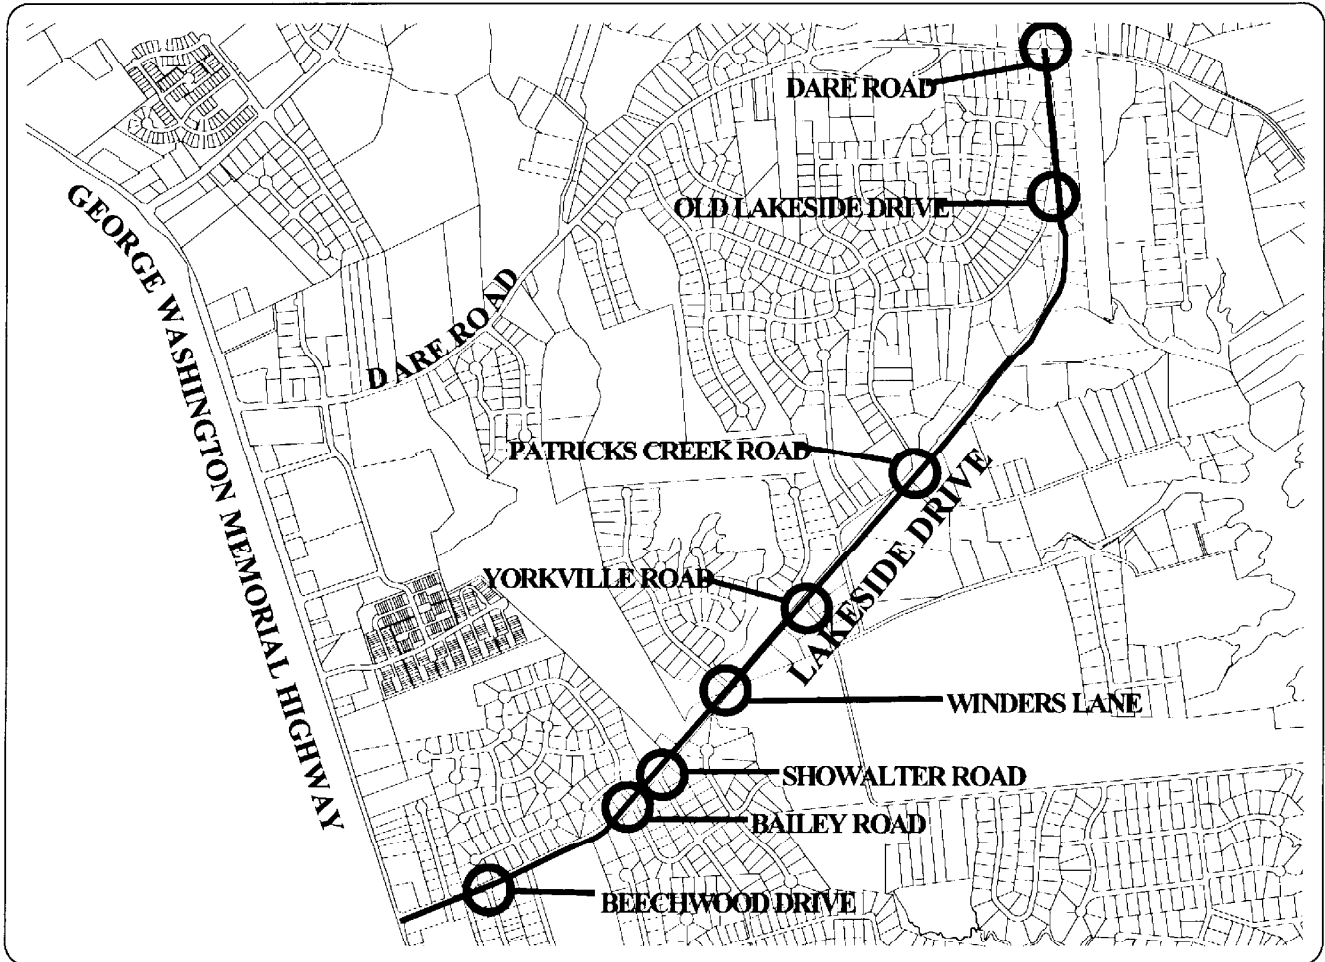 DARE ROAD
OLD LAKESIDE DRIVE
GEORGE WASHINGTON MEMORIAL HIGHWAY
DARE ROAD
PATRICKS CREEK ROAD
LAKESIDE DRIVE
YORKVILLE ROAD
WINDERS LANE
SHOWALTER ROAD
BAILEY ROAD
BEECHWOOD DRIVE